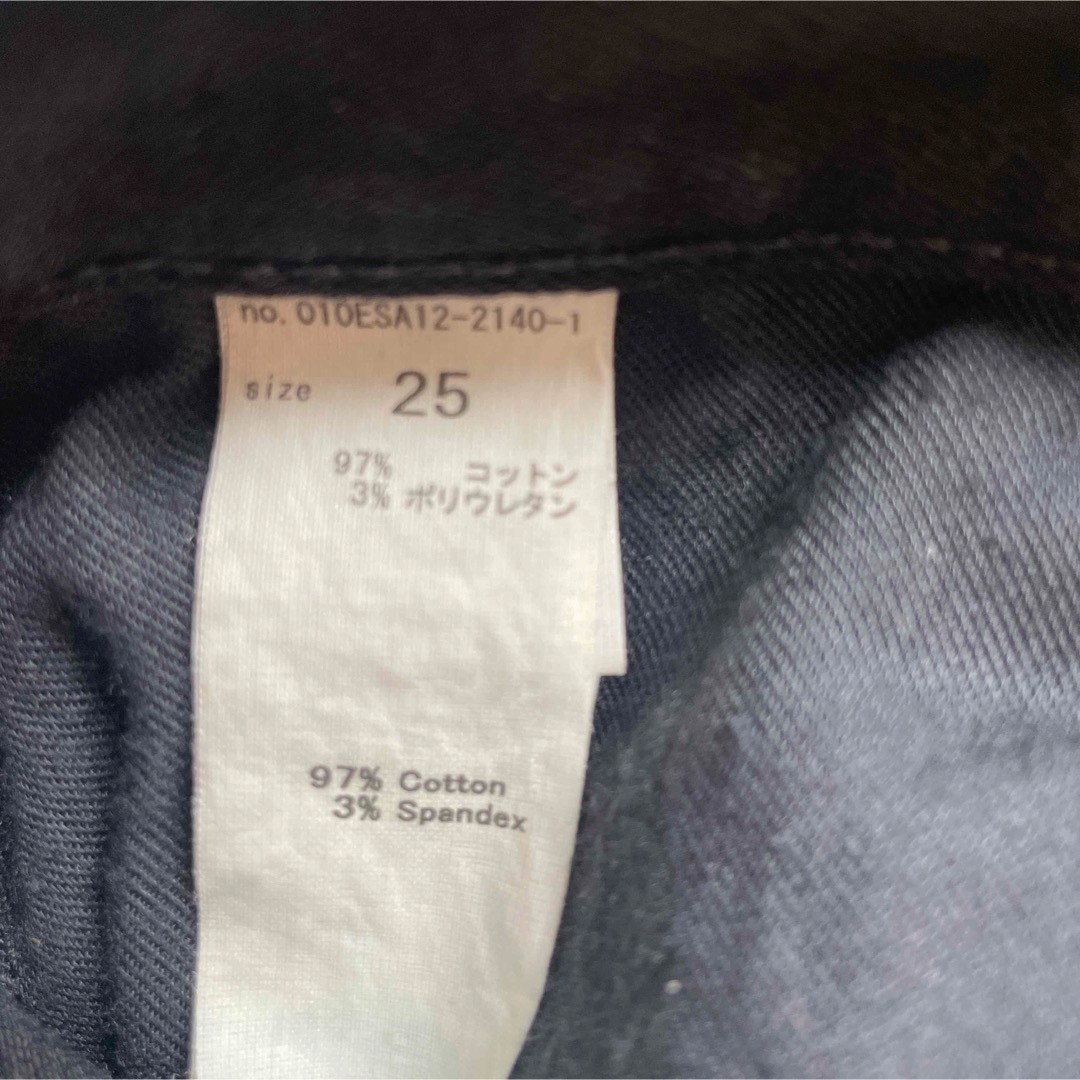 no. 010ESA12-2140-1
size 25
97% コットン
3% ポリウレタン
97% Cotton
3% Spandex